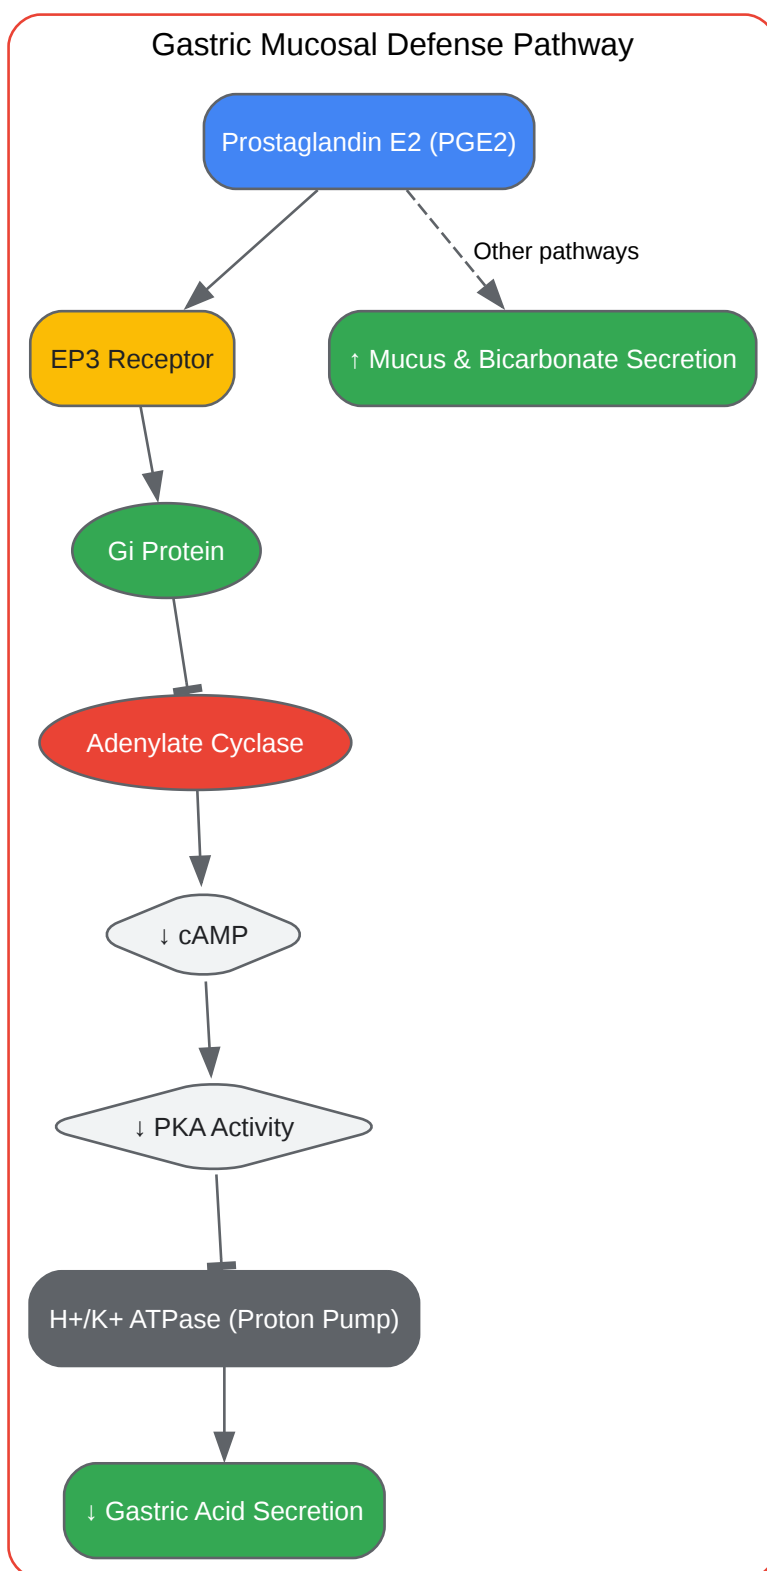 Gastric Mucosal Defense Pathway
Prostaglandin E2 (PGE2)
Other pathways
EP3 Receptor
↑ Mucus & Bicarbonate Secretion
Gi Protein
Adenylate Cyclase
↓ cAMP
↓ PKA Activity
H+/K+ ATPase (Proton Pump)
↓ Gastric Acid Secretion